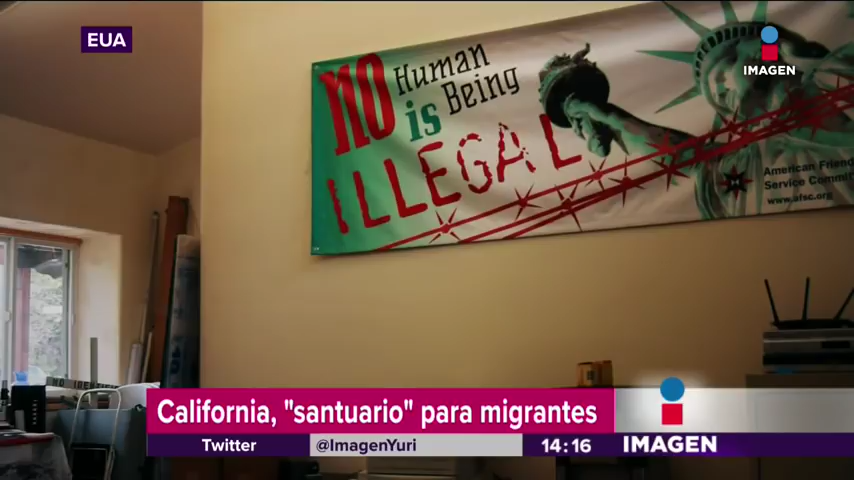 EUA
IMAGEN
NO Human
is Being
ILLEGAL
American Friend
Service Commi
www.afsc.org
California, "santuario" para migrantes
Twitter @ImagenYuri 14:16 IMAGEN